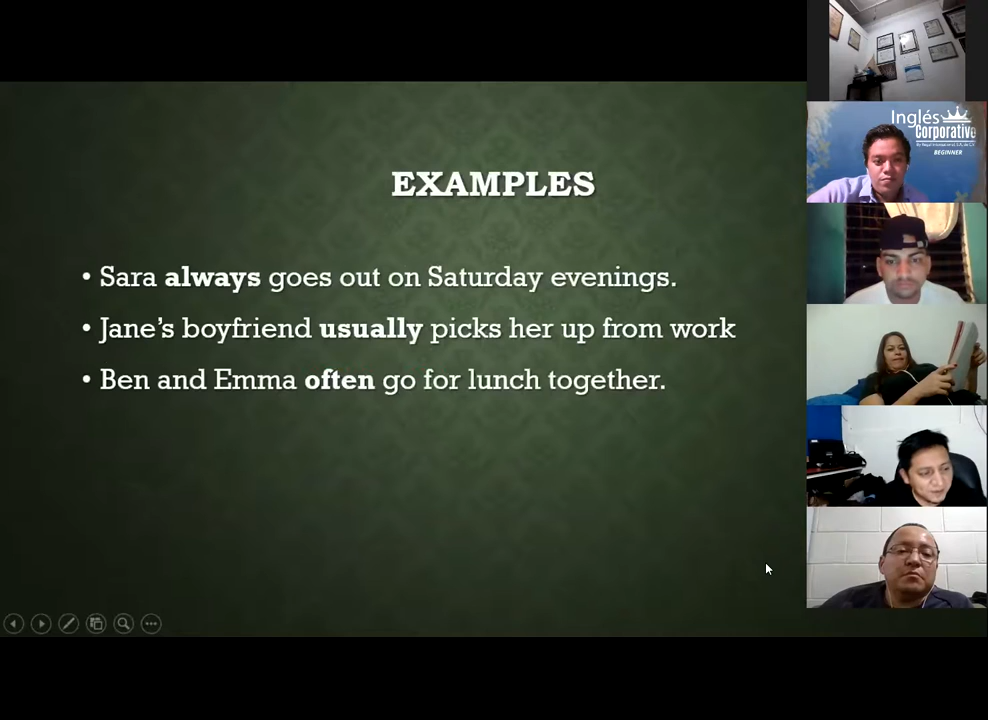 EXAMPLES
• Sara always goes out on Saturday evenings.
• Jane's boyfriend usually picks her up from work
• Ben and Emma often go for lunch together.
Inglés
Corporativo
BEGINNER